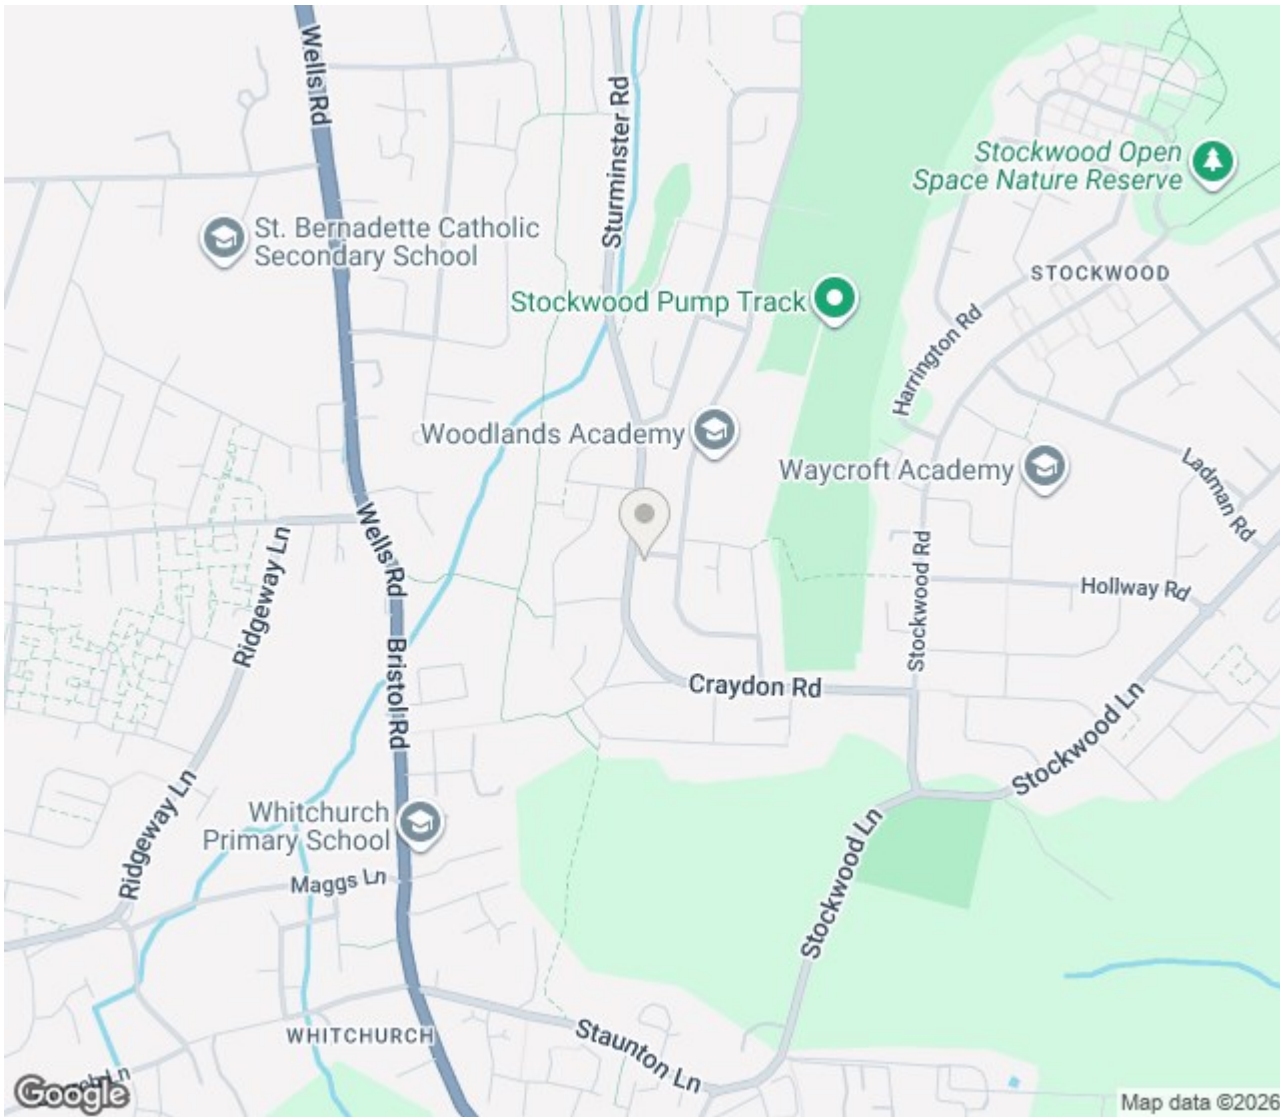 Wells Rd
Sturminster Rd
Stockwood Open
Space Nature Reserve
St. Bernadette Catholic
Secondary School
STOCKWOOD
Stockwood Pump Track
Harrington Rd
Woodlands Academy
Waycroft Academy
Ladman Rd
Wells Rd
Ridgeway Ln
Stockwood Rd
Hollway Rd
Bristol Rd
Craydon Rd
Stockwood Ln
Ridgeway Ln
Whitchurch
Primary School
Maggs Ln
Stockwood Ln
WHITCHURCH
Staunton Ln
Ln
Google
Map data ©2026